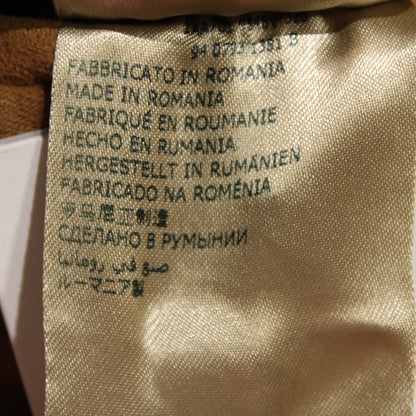 FABBRICATO IN ROMANIA
MADE IN ROMANIA
FABRIQUÉ EN ROUMANIE
HECHO EN RUMANIA
HERGESTELLT IN RUMÄNIEN
FABRICADO NA ROMÉNIA
罗马尼亚制造
СДЕЛАНО В РУМЫНИИ
صنع في رومانيا
ルーマニア製